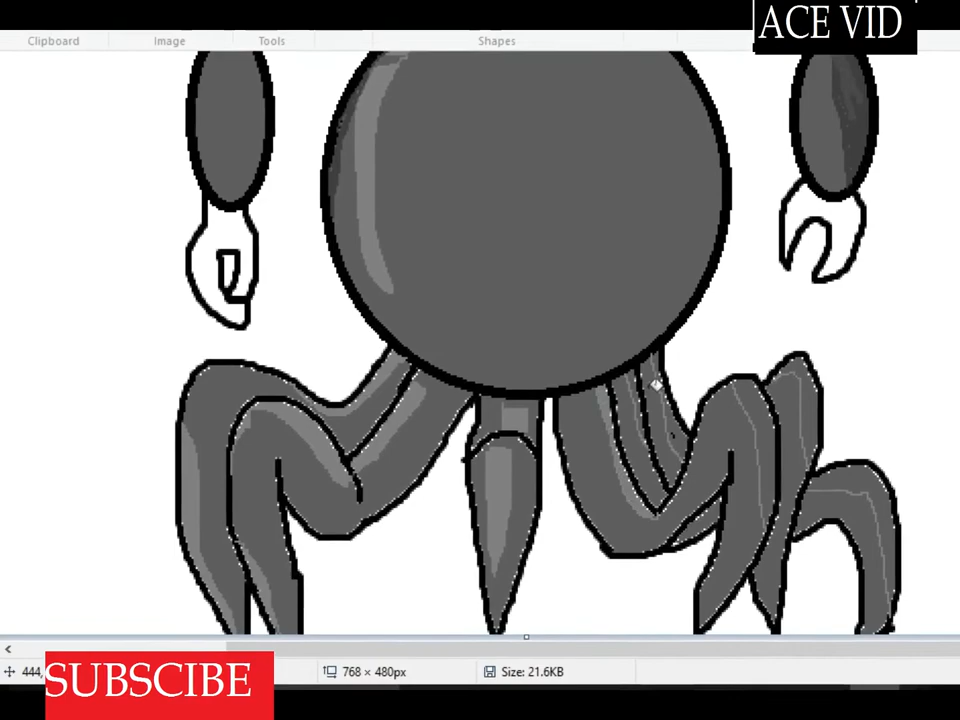 ACE VID
Clipboard
Image
Tools
Shapes
444,
768 × 480px
Size: 21.6KB
SUBSCIBE